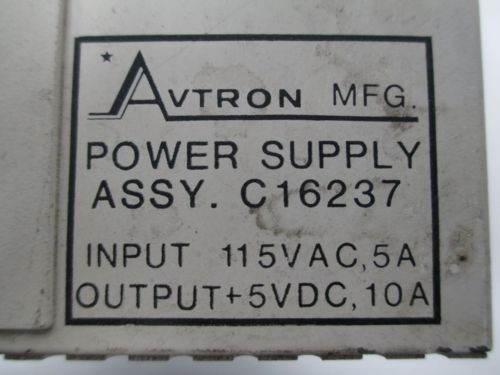 AVTRON MFG.
POWER SUPPLY
ASSY. C16237
INPUT 115VAC,5A
OUTPUT+5VDC,10A